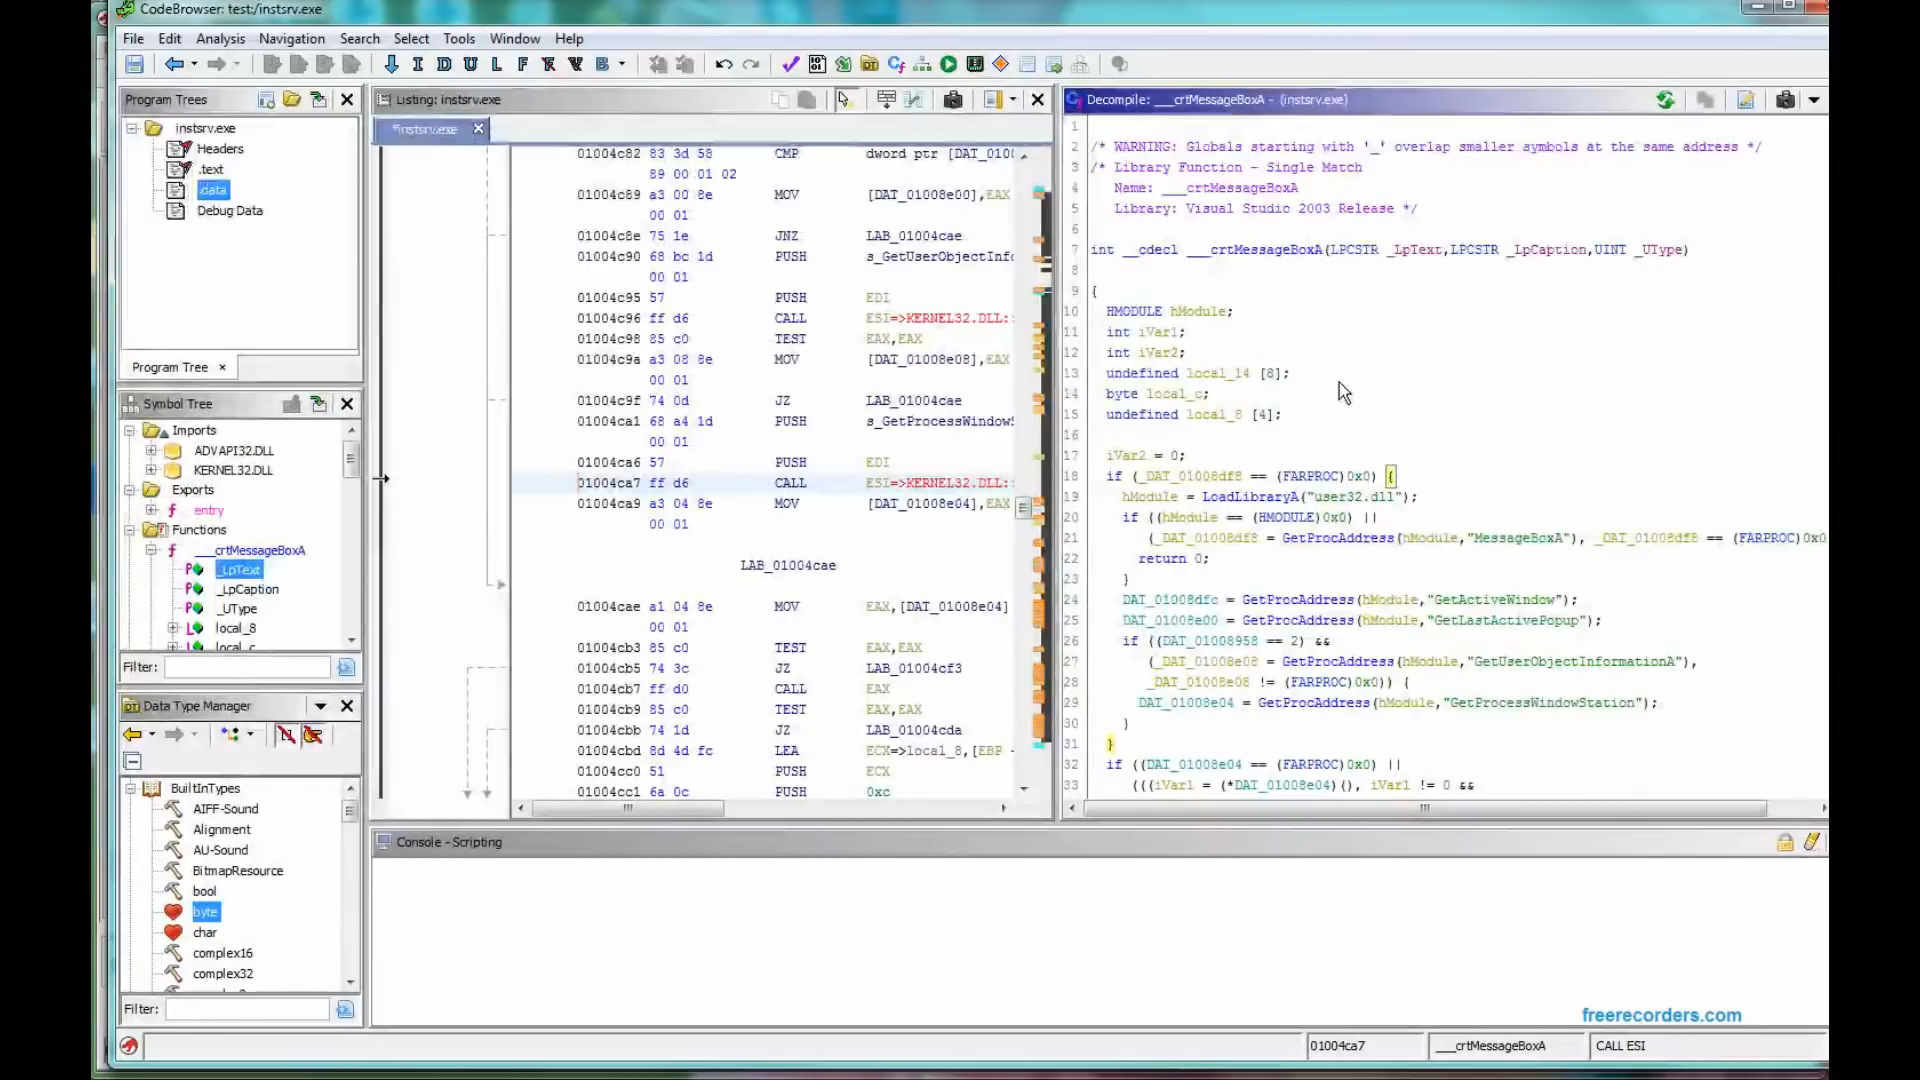 CodeBrowser: test:/instsrv.exe
File Edit Analysis Navigation Search Select Tools Window Help
Program Trees
instsrv.exe
Headers
.text
.data
Debug Data
Program Tree ×
Symbol Tree
Imports
ADVAPI32.DLL
KERNEL32.DLL
Exports
entry
Functions
___crtMessageBoxA
_LpText
_LpCaption
_UType
local_8
local_c
Filter:
Data Type Manager
BuiltInTypes
AIFF-Sound
Alignment
AU-Sound
BitmapResource
bool
byte
char
complex16
complex32
Filter:
Listing: instsrv.exe
*instsrv.exe
01004c82 83 3d 58 CMP dword ptr [DAT_010
89 00 01 02
01004c89 a3 00 8e MOV [DAT_01008e00],EAX
00 01
01004c8e 75 1e JNZ LAB_01004cae
01004c90 68 bc 1d PUSH s_GetUserObjectInfo
00 01
01004c95 57 PUSH EDI
01004c96 ff d6 CALL ESI=>KERNEL32.DLL::
01004c98 85 c0 TEST EAX,EAX
01004c9a a3 08 8e MOV [DAT_01008e08],EAX
00 01
01004c9f 74 0d JZ LAB_01004cae
01004ca1 68 a4 1d PUSH s_GetProcessWindowS
00 01
01004ca6 57 PUSH EDI
01004ca7 ff d6 CALL ESI=>KERNEL32.DLL::
01004ca9 a3 04 8e MOV [DAT_01008e04],EAX
00 01
LAB_01004cae
01004cae a1 04 8e MOV EAX,[DAT_01008e04]
00 01
01004cb3 85 c0 TEST EAX,EAX
01004cb5 74 3c JZ LAB_01004cf3
01004cb7 ff d0 CALL EAX
01004cb9 85 c0 TEST EAX,EAX
01004cbb 74 1d JZ LAB_01004cda
01004cbd 8d 4d fc LEA ECX=>local_8,[EBP +
01004cc0 51 PUSH ECX
01004cc1 6a 0c PUSH 0xc
Decompile: ___crtMessageBoxA - (instsrv.exe)
1
2 /* WARNING: Globals starting with '_' overlap smaller symbols at the same address */
3 /* Library Function - Single Match
4 Name: ___crtMessageBoxA
5 Library: Visual Studio 2003 Release */
6
7 int __cdecl ___crtMessageBoxA(LPCSTR _LpText,LPCSTR _LpCaption,UINT _UType)
8
9 {
10 HMODULE hModule;
11 int iVar1;
12 int iVar2;
13 undefined local_14 [8];
14 byte local_c;
15 undefined local_8 [4];
16
17 iVar2 = 0;
18 if (_DAT_01008df8 == (FARPROC)0x0) {
19 hModule = LoadLibraryA("user32.dll");
20 if ((hModule == (HMODULE)0x0) ||
21 (_DAT_01008df8 = GetProcAddress(hModule,"MessageBoxA"), _DAT_01008df8 == (FARPROC)0x0
22 return 0;
23 }
24 DAT_01008dfc = GetProcAddress(hModule,"GetActiveWindow");
25 DAT_01008e00 = GetProcAddress(hModule,"GetLastActivePopup");
26 if ((DAT_01008958 == 2) &&
27 (_DAT_01008e08 = GetProcAddress(hModule,"GetUserObjectInformationA"),
28 _DAT_01008e08 != (FARPROC)0x0)) {
29 DAT_01008e04 = GetProcAddress(hModule,"GetProcessWindowStation");
30 }
31 }
32 if ((DAT_01008e04 == (FARPROC)0x0) ||
33 (((iVar1 = (*DAT_01008e04)(), iVar1 != 0 &&
Console - Scripting
freerecorders.com
01004ca7 ___crtMessageBoxA CALL ESI